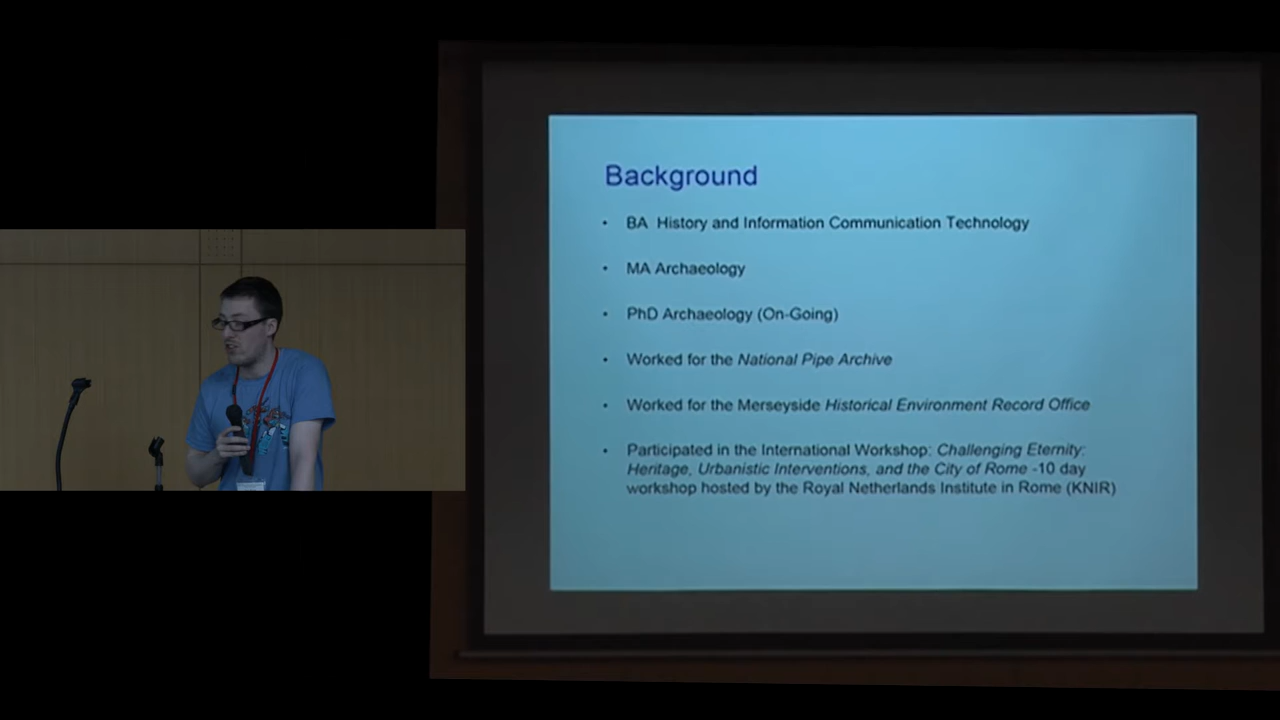 Background
• BA History and Information Communication Technology
• MA Archaeology
• PhD Archaeology (On-Going)
• Worked for the National Pipe Archive
• Worked for the Merseyside Historical Environment Record Office
• Participated in the International Workshop: Challenging Eternity:
Heritage, Urbanistic Interventions, and the City of Rome -10 day
workshop hosted by the Royal Netherlands Institute in Rome (KNIR)